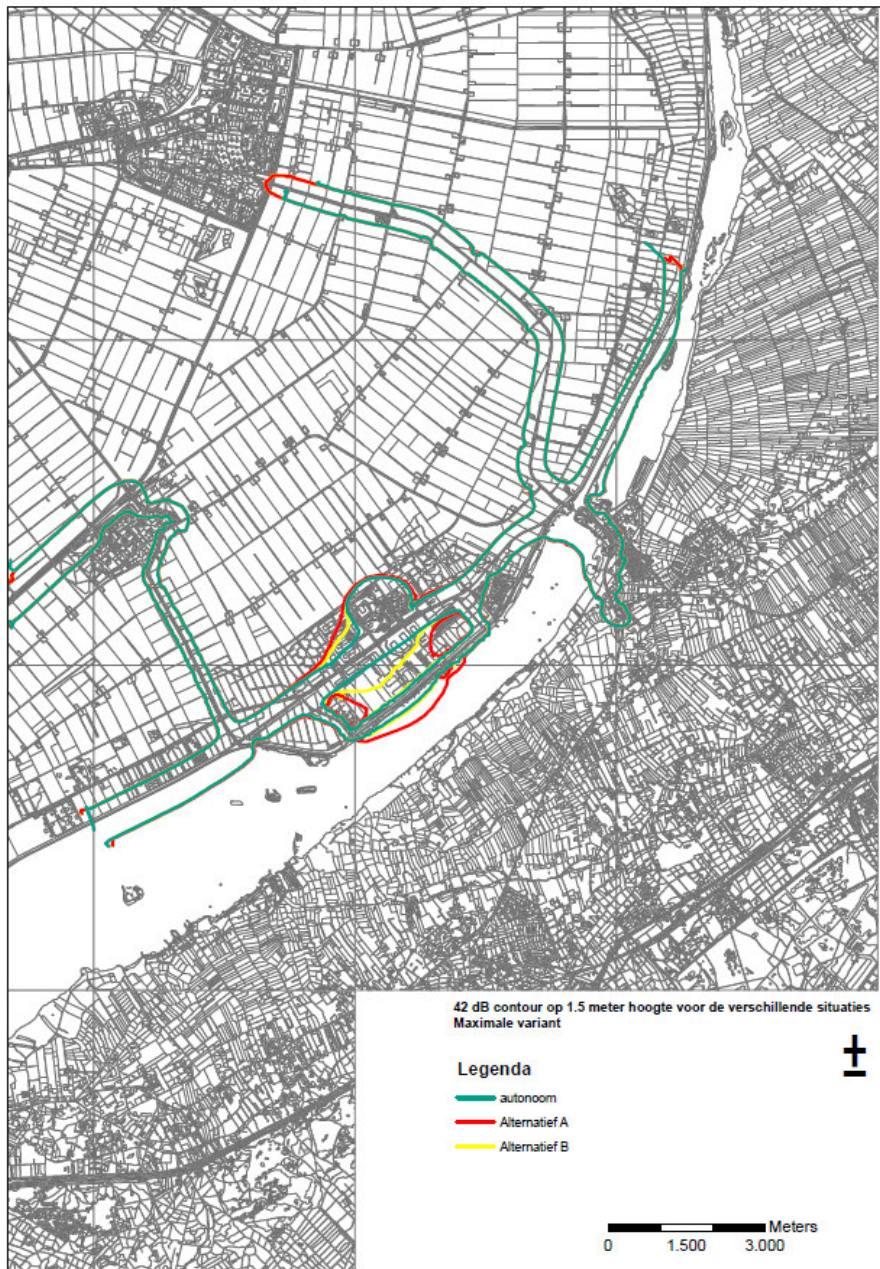 42 dB contour op 1.5 meter hoogte voor de verschillende situaties
Maximale variant
Legenda
autonoom
Alternatief A
Alternatief B
Meters
0 1.500 3.000